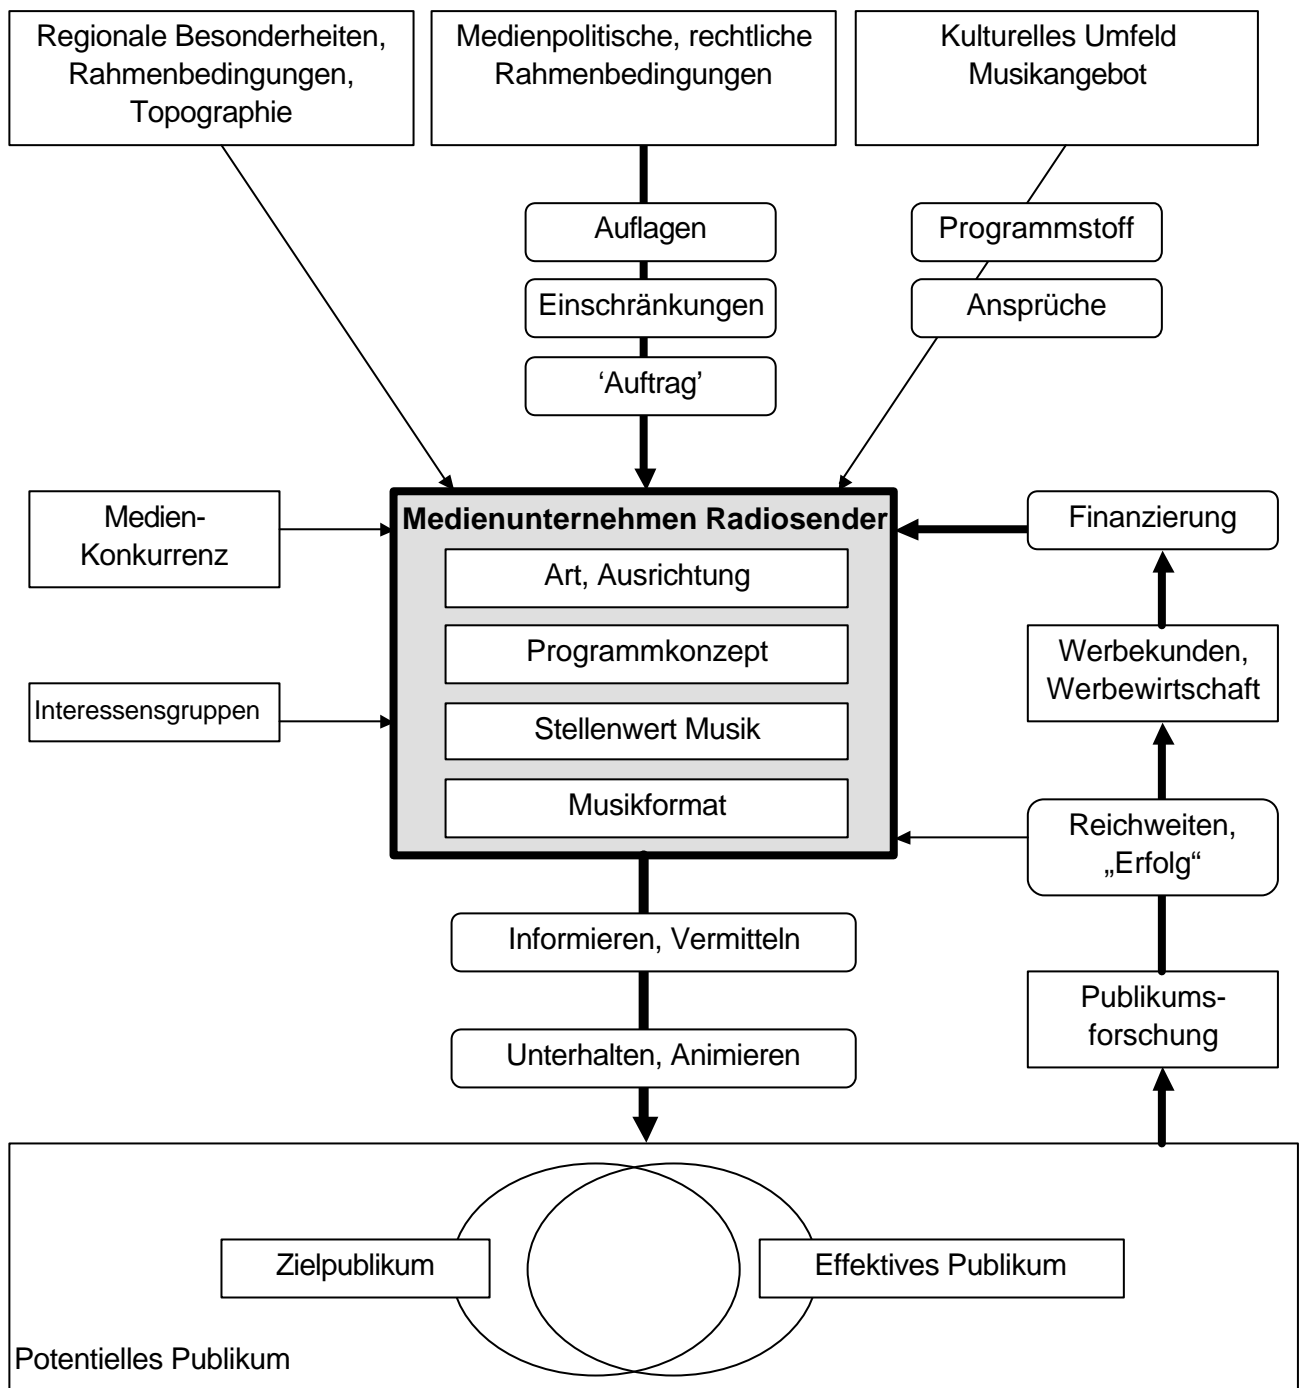 Regionale Besonderheiten,
Rahmenbedingungen,
Topographie
Medienpolitische, rechtliche
Rahmenbedingungen
Kulturelles Umfeld
Musikangebot
Auflagen
Einschränkungen
‘Auftrag’
Programmstoff
Ansprüche
Medien-
Konkurrenz
Interessensgruppen
Medienunternehmen Radiosender
Art, Ausrichtung
Programmkonzept
Stellenwert Musik
Musikformat
Finanzierung
Werbekunden,
Werbewirtschaft
Reichweiten,
„Erfolg“
Publikums-
forschung
Informieren, Vermitteln
Unterhalten, Animieren
Zielpublikum
Effektives Publikum
Potentielles Publikum